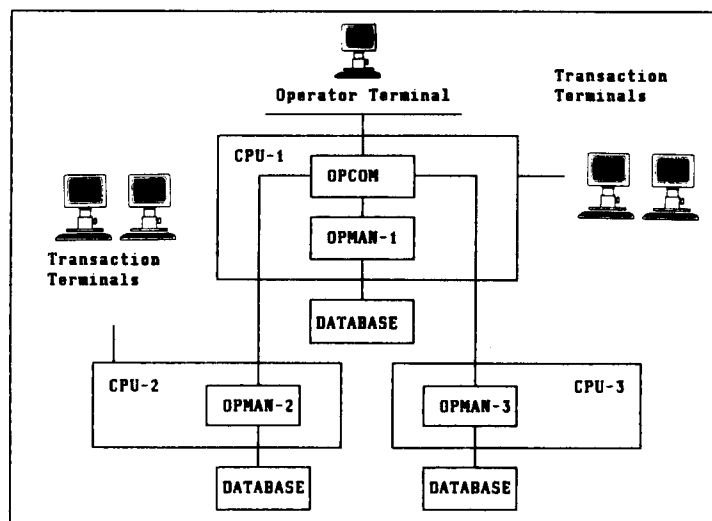 Operator Terminal
Transaction
Terminals
CPU-1
OPCOM
OPMAN-1
Transaction
Terminals
DATABASE
CPU-2
OPMAN-2
CPU-3
OPMAN-3
DATABASE
DATABASE